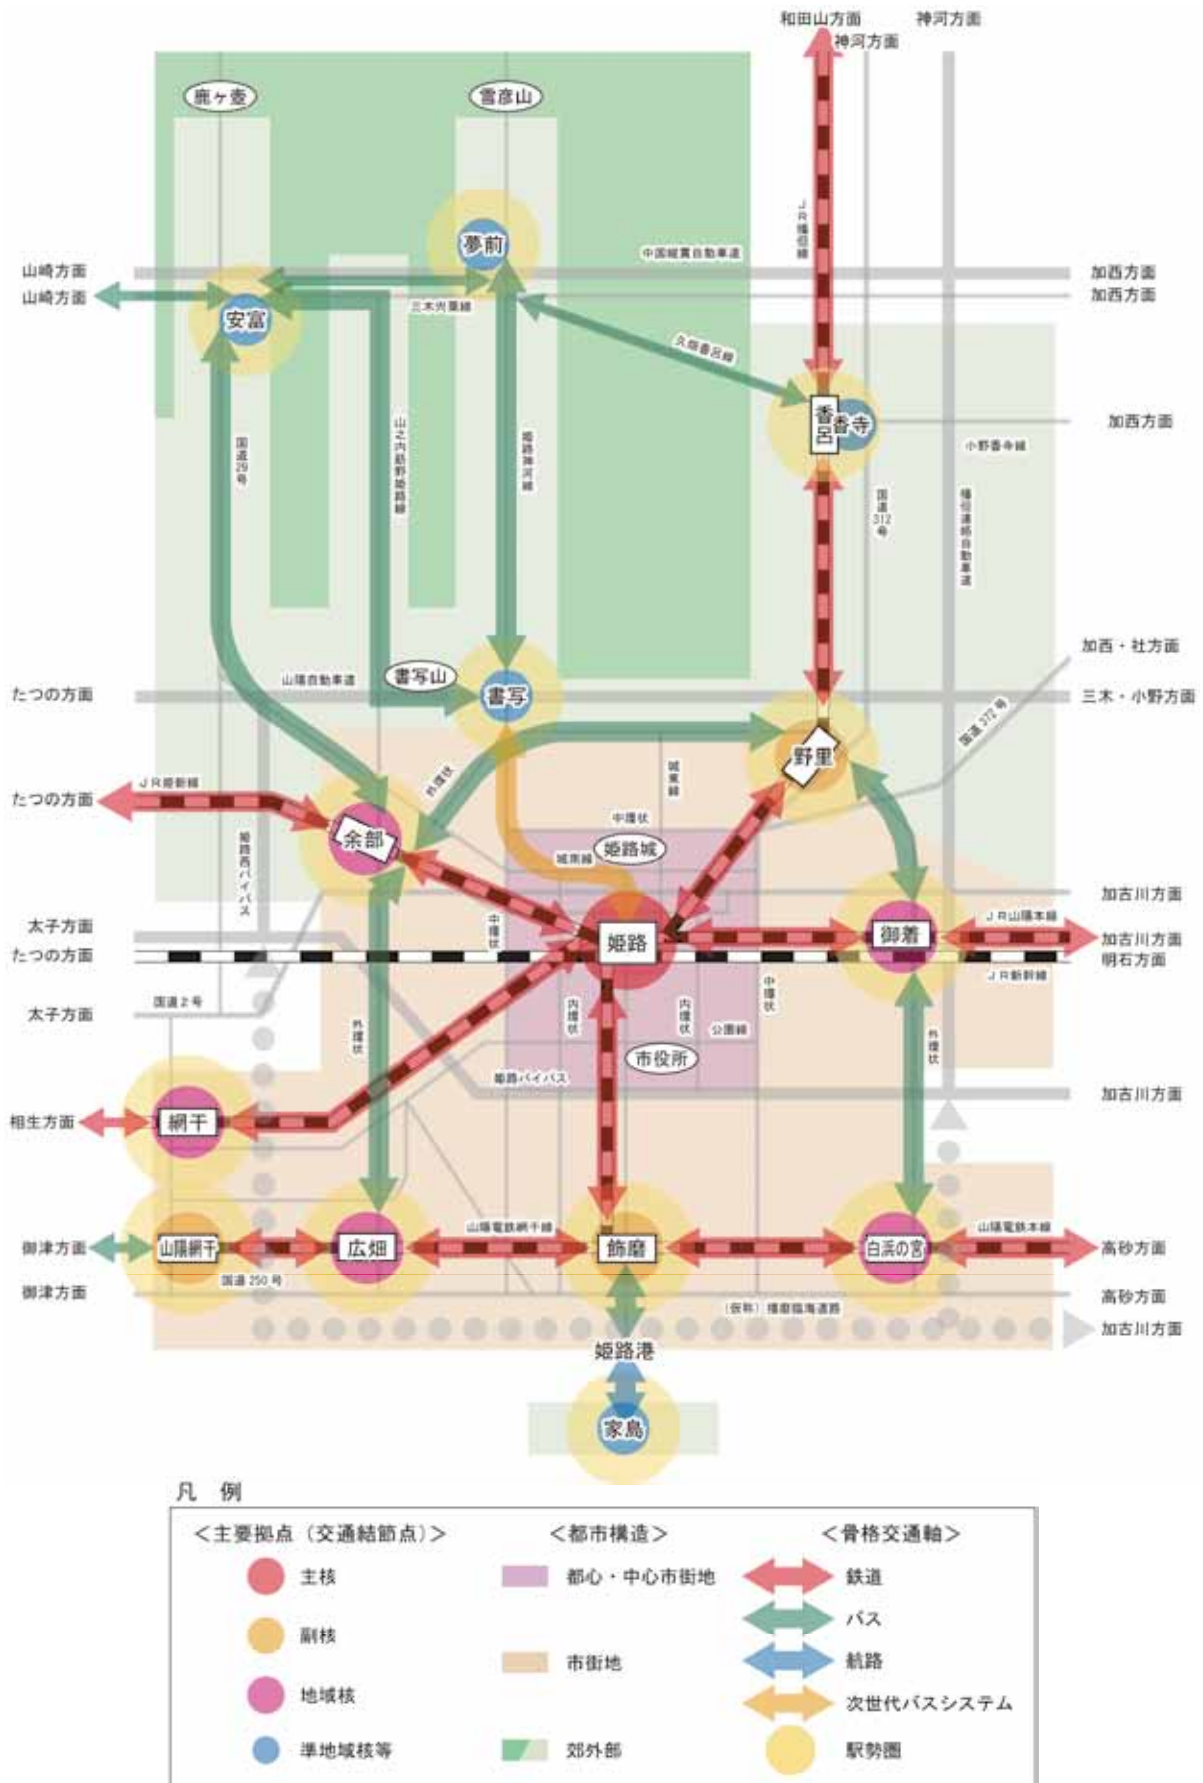 和田山方面
神河方面
神河方面
鹿ヶ壺
雪彦山
夢前
JR播但線
中国縦貫自動車道
山崎方面
加西方面
山崎方面
加西方面
三木宍粟線
安富
久畑香呂線
香呂
香寺
加西方面
小野香寺線
国道29号
山之内莇野姫路線
姫路神河線
国道312号
播但連絡自動車道
加西・社方面
書写山
山陽自動車道
書写
たつの方面
三木・小野方面
国道372号
野里
城東線
外環状
JR姫新線
たつの方面
中環状
余部
姫路城
城南線
姫路西バイパス
加古川方面
JR山陽本線
太子方面
中環状
姫路
御着
加古川方面
たつの方面
明石方面
JR新幹線
中環状
国道2号
太子方面
外環状
内環状
内環状
公園線
外環状
市役所
姫路バイパス
加古川方面
相生方面
網干
山陽電鉄網干線
山陽電鉄本線
御津方面
山陽網干
広畑
飾磨
白浜の宮
高砂方面
国道250号
御津方面
高砂方面
(仮称)播磨臨海道路
加古川方面
姫路港
家島
凡 例
<主要拠点(交通結節点)>
<都市構造>
<骨格交通軸>
主核
都心・中心市街地
鉄道
バス
副核
市街地
航路
地域核
次世代バスシステム
準地域核等
郊外部
駅勢圏